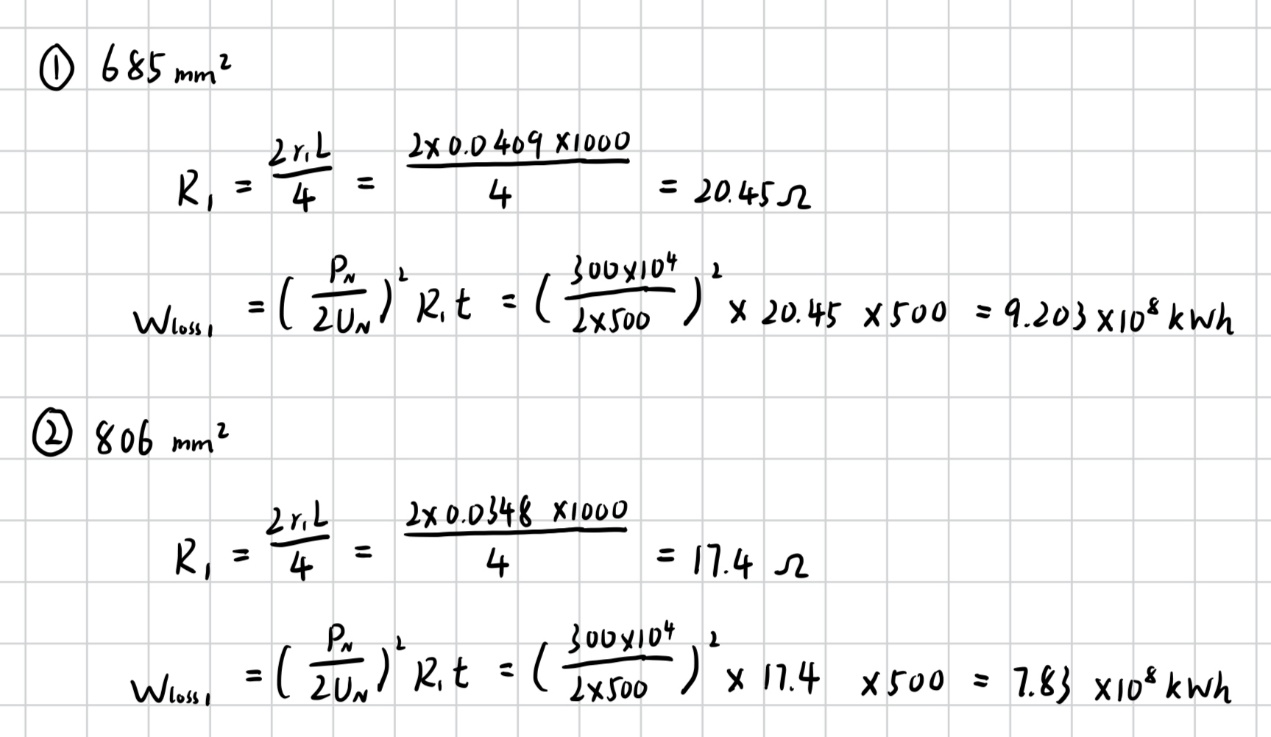 ① 685 mm²
R₁ = 2r₁L/4 = 2×0.0409×1000/4 = 20.45Ω
Wloss₁ = (P_N/2U_N)² R₁t = (300×10⁴/2×500)² × 20.45 × 500 = 9.203×10⁸ kWh
② 806 mm²
R₁ = 2r₁L/4 = 2×0.0348×1000/4 = 17.4 Ω
Wloss₁ = (P_N/2U_N)² R₁t = (300×10⁴/2×500)² × 17.4 × 500 = 7.83 ×10⁸ kWh